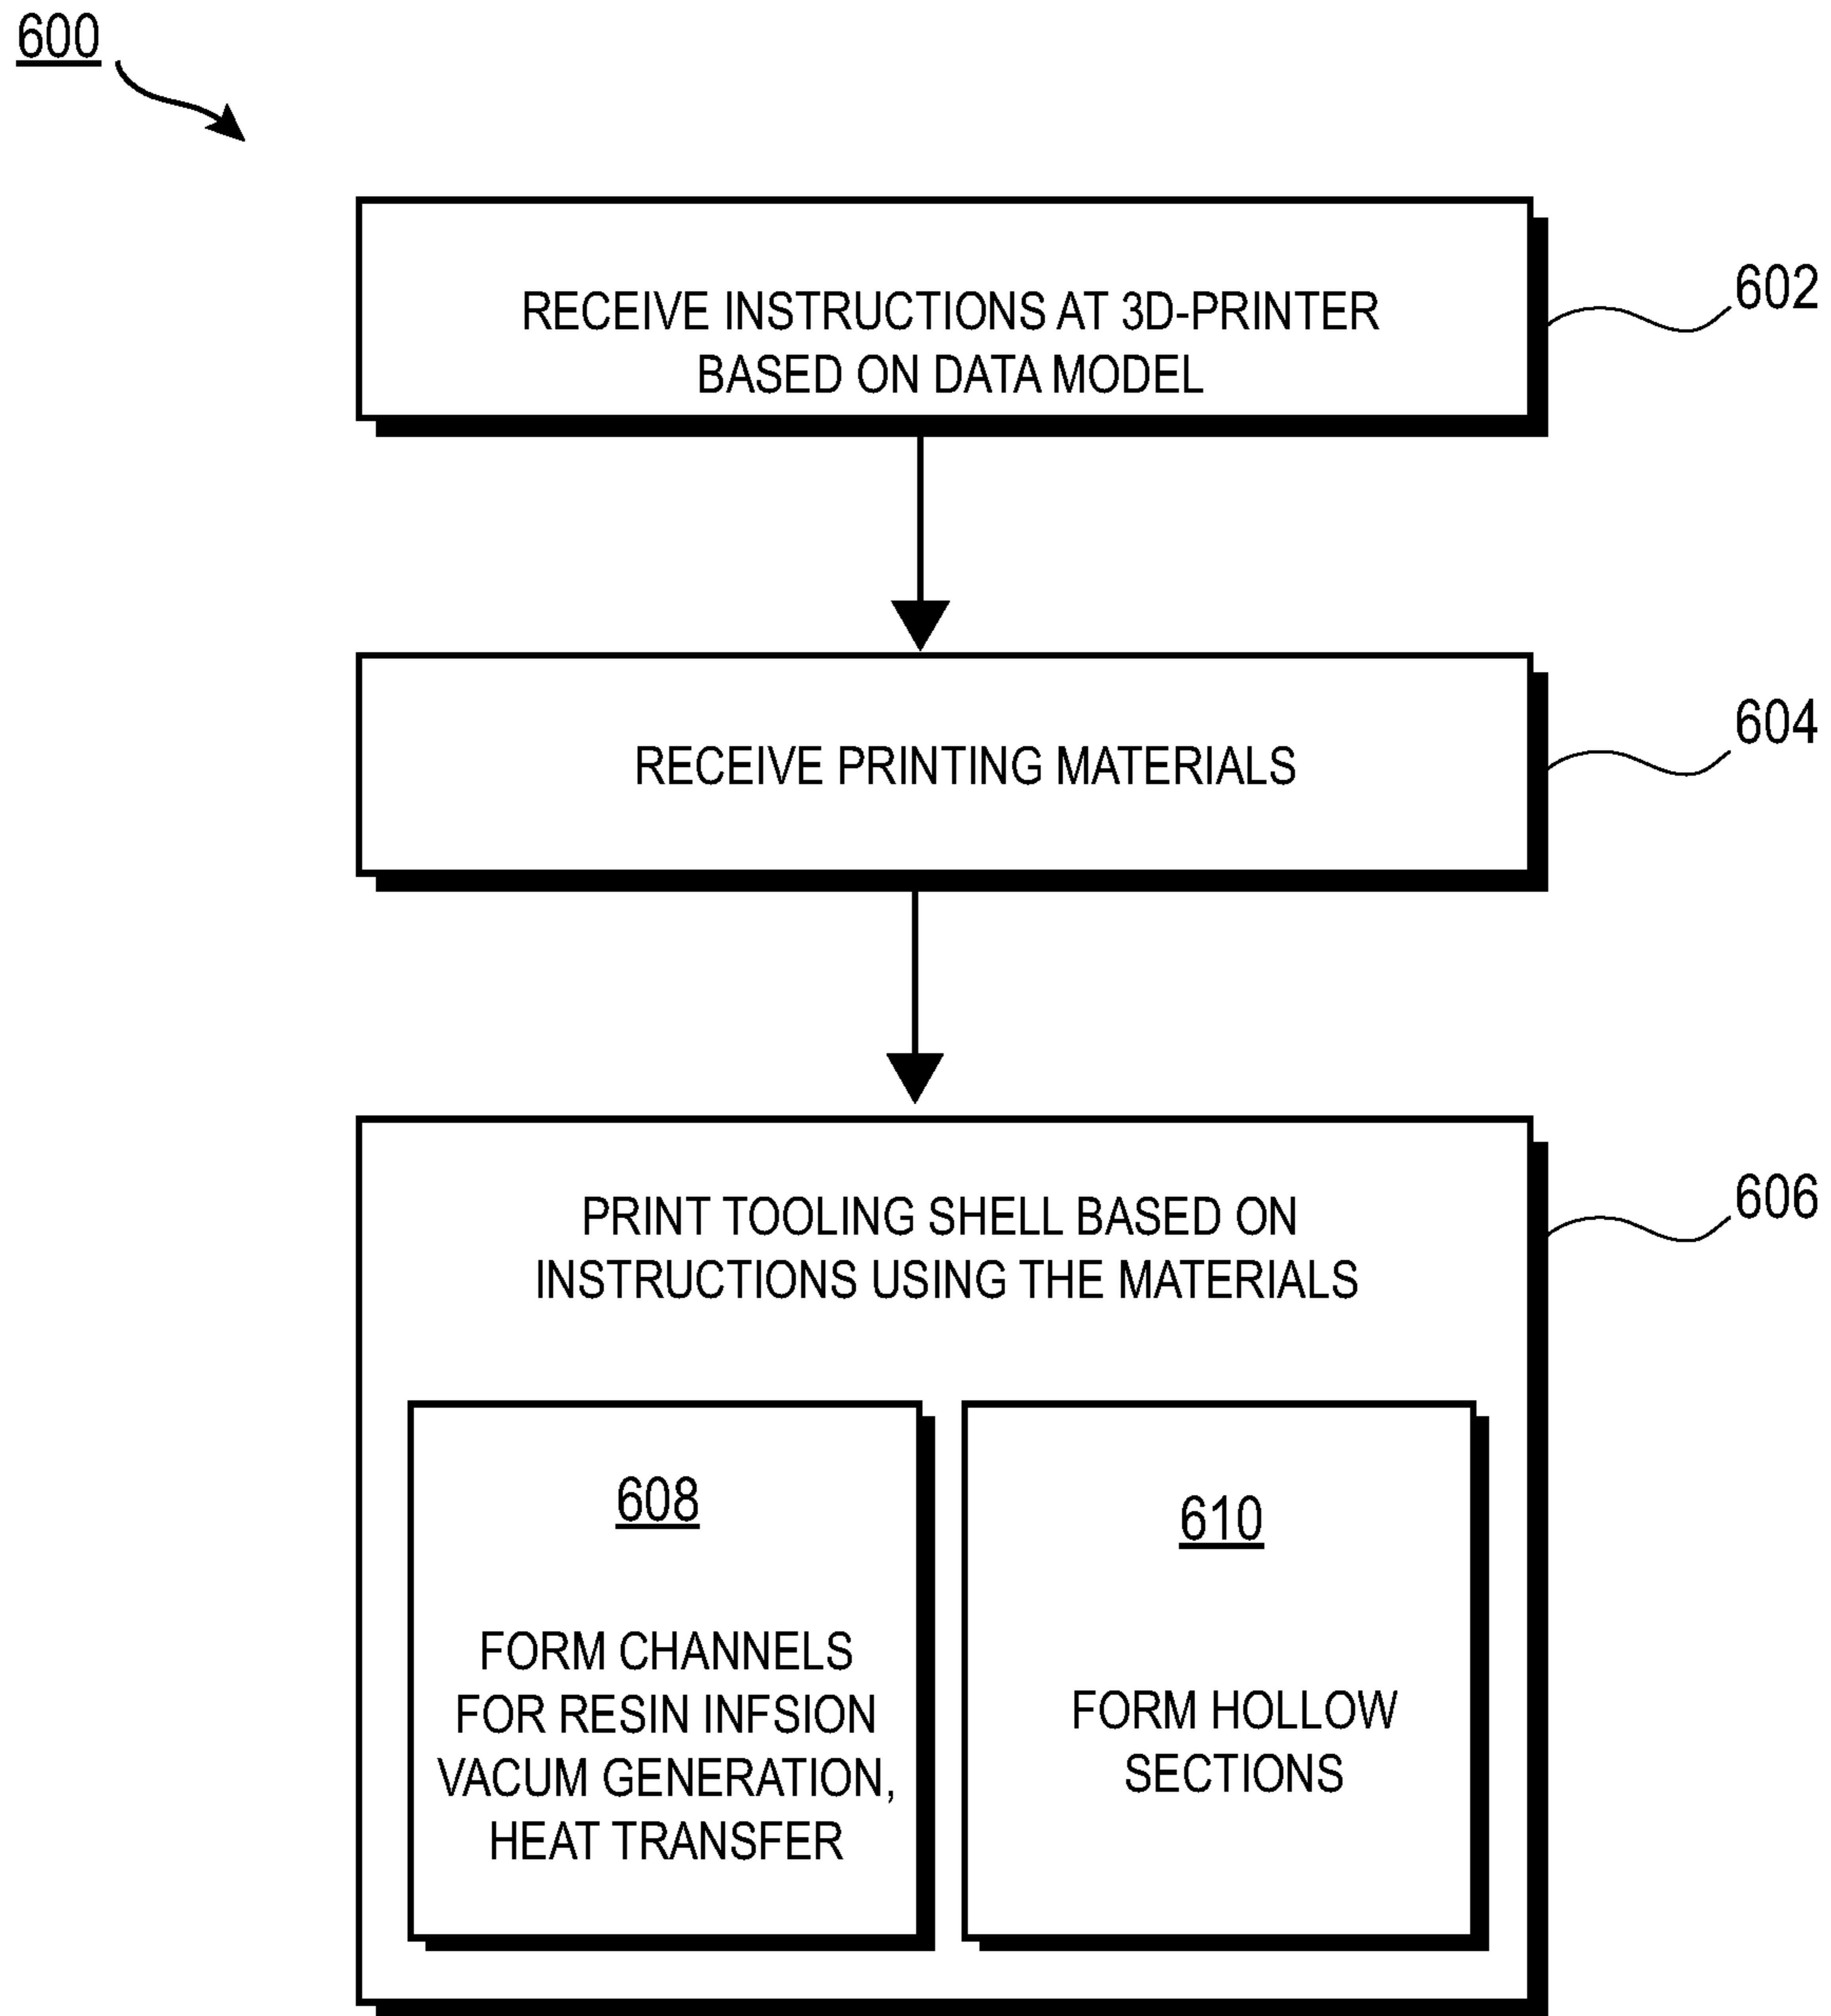 600
RECEIVE INSTRUCTIONS AT 3D-PRINTER
BASED ON DATA MODEL
602
RECEIVE PRINTING MATERIALS
604
PRINT TOOLING SHELL BASED ON
INSTRUCTIONS USING THE MATERIALS
606
608
FORM CHANNELS
FOR RESIN INFSION
VACUM GENERATION,
HEAT TRANSFER
610
FORM HOLLOW
SECTIONS